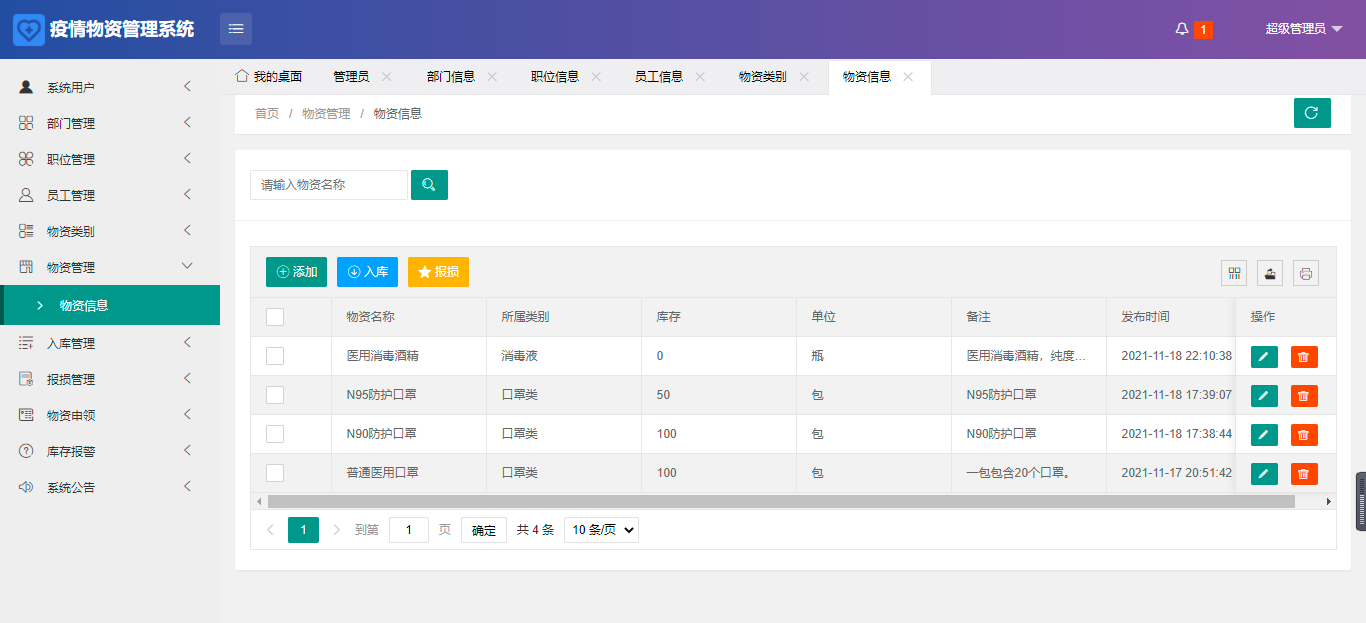 疫情物资管理系统
1
超级管理员
系统用户
部门管理
职位管理
员工管理
物资类别
物资管理
物资信息
入库管理
报损管理
物资申领
库存报警
系统公告
我的桌面 管理员 部门信息 职位信息 员工信息 物资类别 物资信息
首页 / 物资管理 / 物资信息
请输入物资名称
添加 入库 报损
物资名称 所属类别 库存 单位 备注 发布时间 操作
医用消毒酒精 消毒液 0 瓶 医用消毒酒精，纯度... 2021-11-18 22:10:38
N95防护口罩 口罩类 50 包 N95防护口罩 2021-11-18 17:39:07
N90防护口罩 口罩类 100 包 N90防护口罩 2021-11-18 17:38:44
普通医用口罩 口罩类 100 包 一包包含20个口罩。 2021-11-17 20:51:42
1 到第 1 页 确定 共 4 条 10 条/页